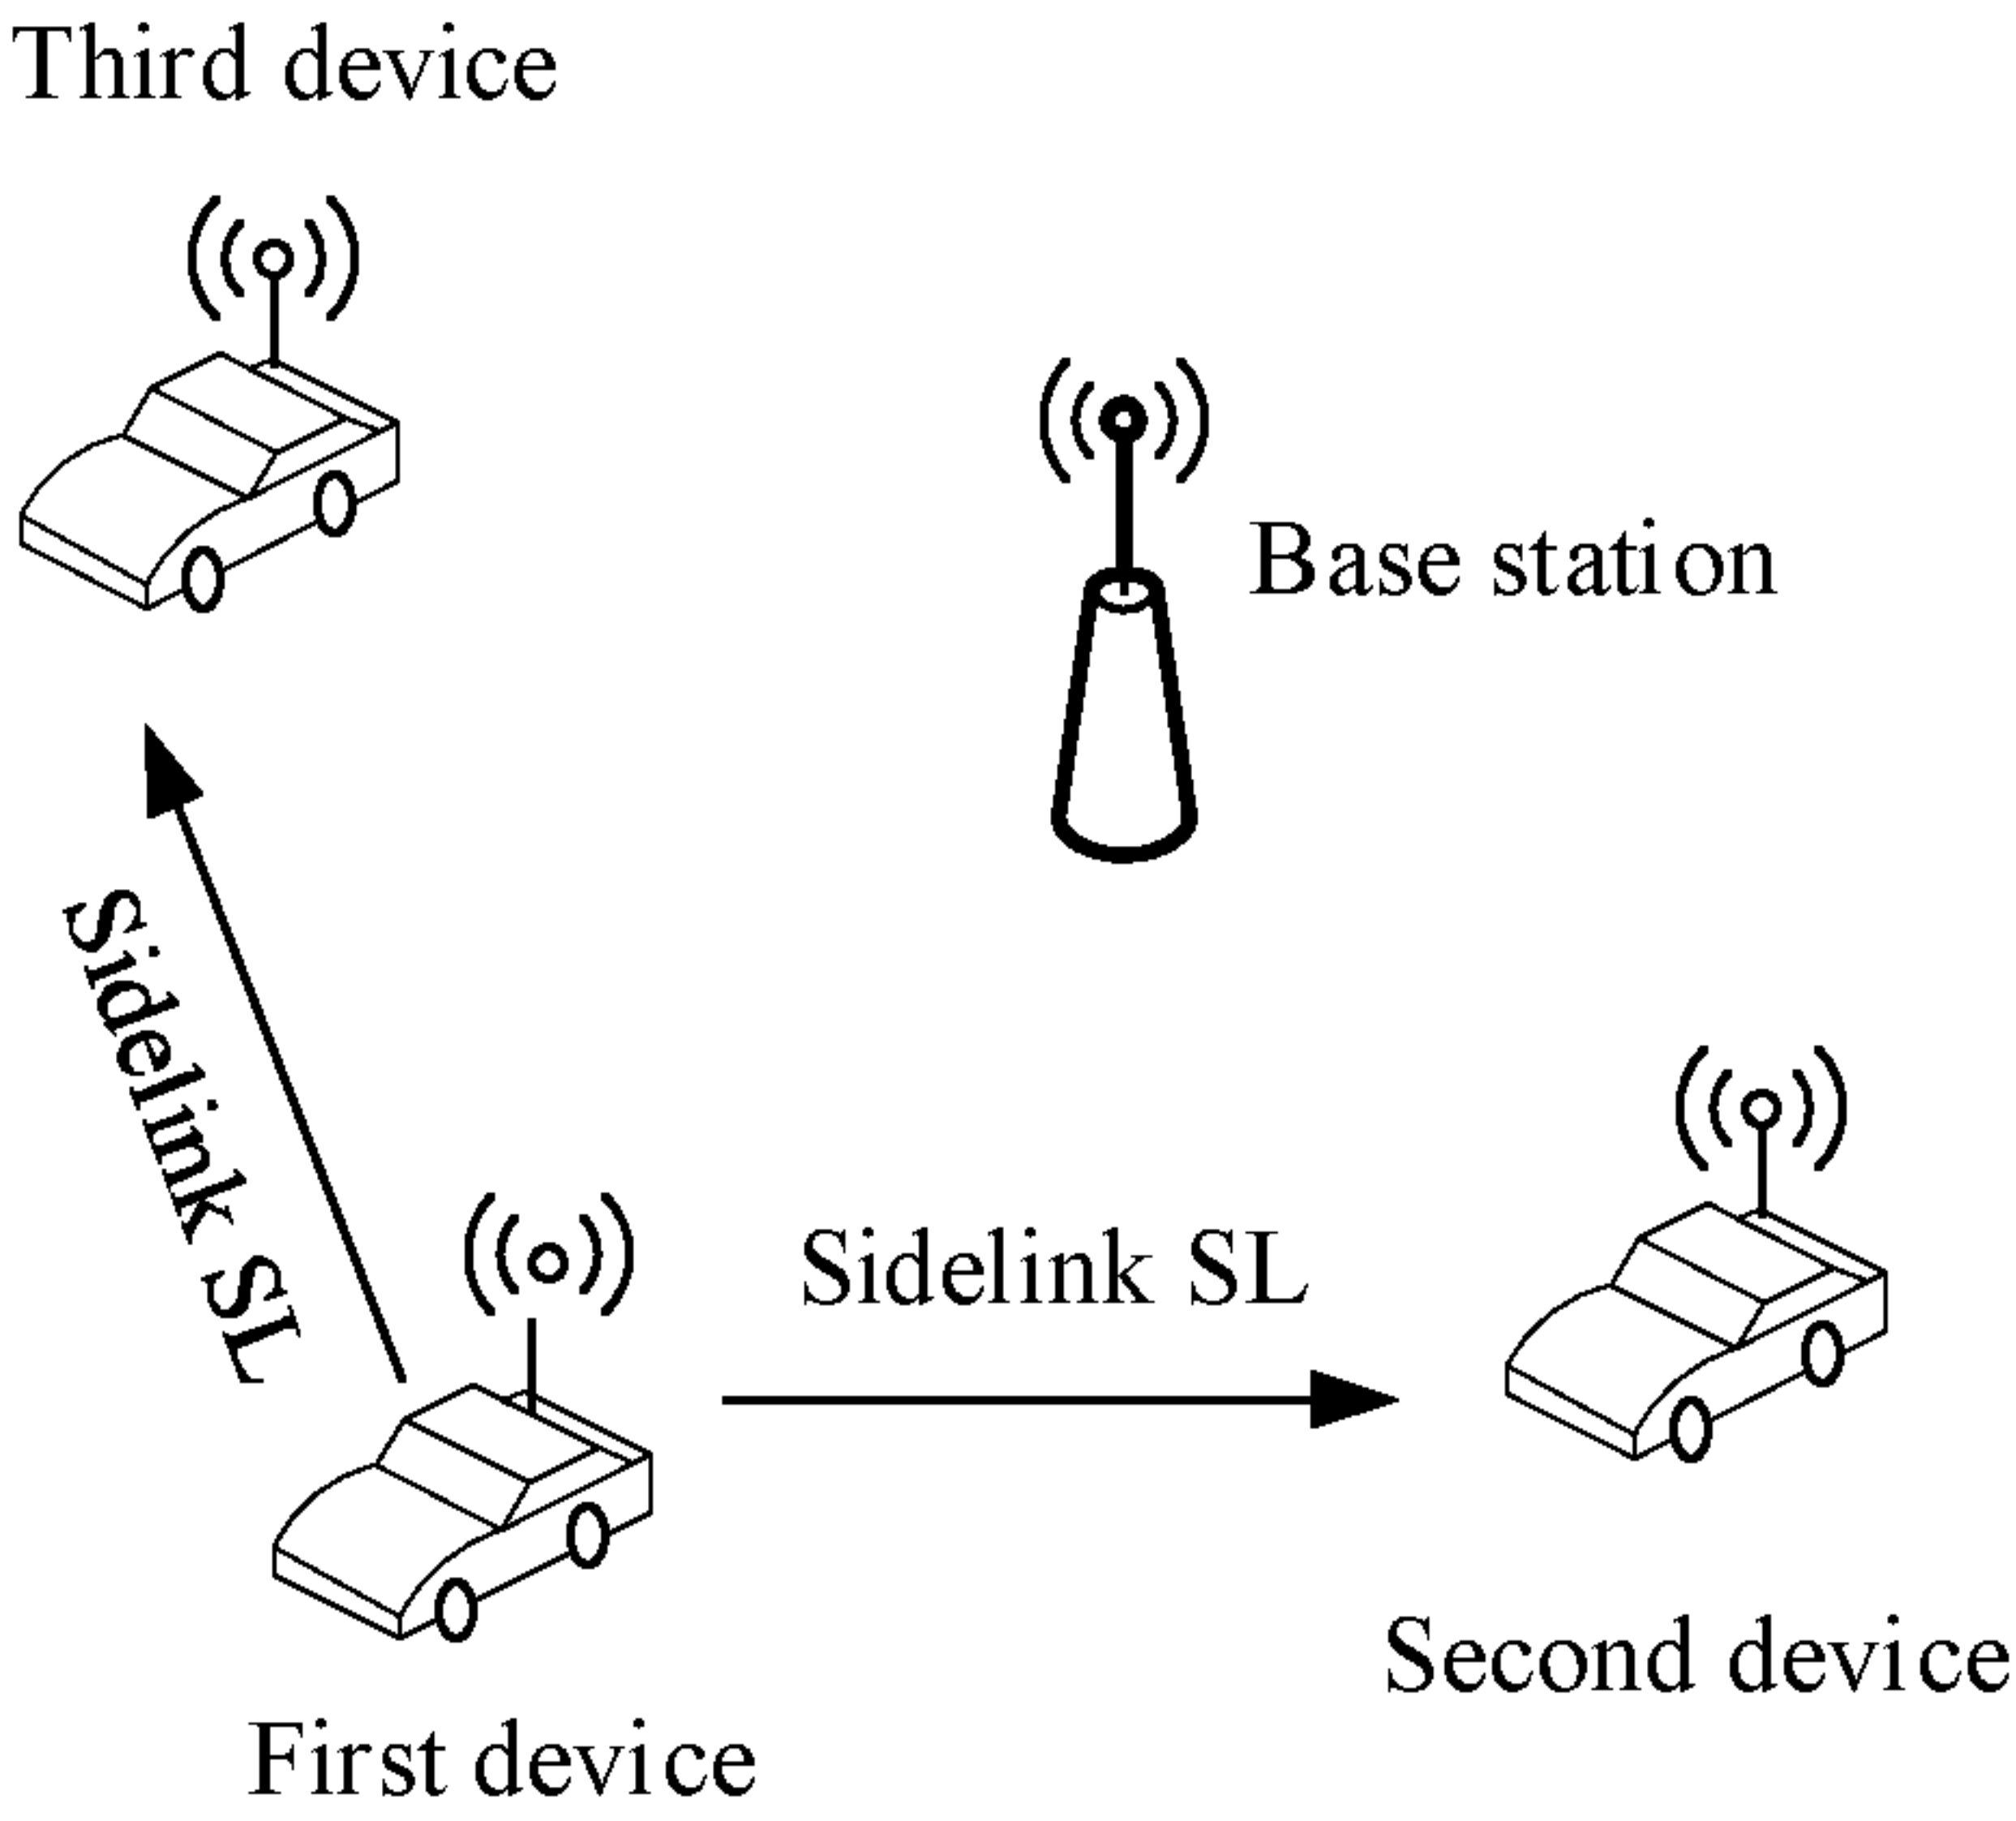 Third device
Base station
Sidelink SL
Sidelink SL
Second device
First device